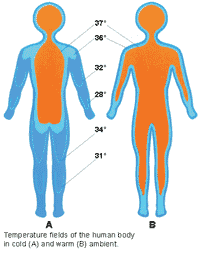 37°
36°
32°
28°
34°
31°
A B
Temperature fields of the human body
in cold (A) and warm (B) ambient.